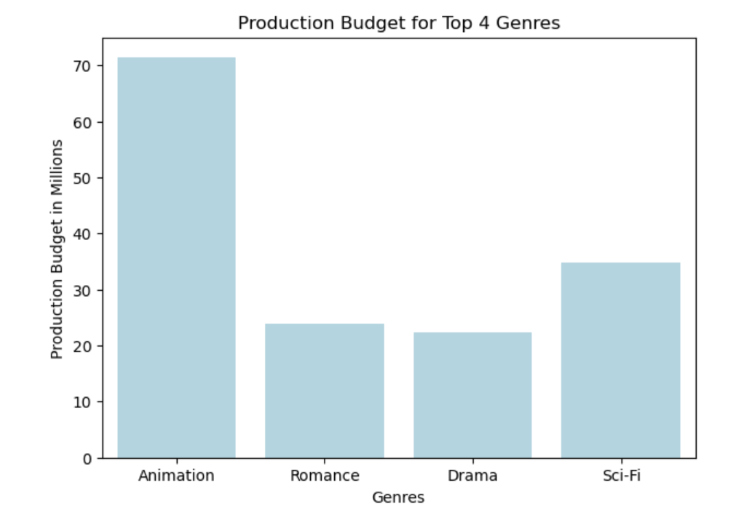 Production Budget for Top 4 Genres
Production Budget in Millions
70
60
50
40
30
20
10
0
Animation Romance Drama Sci-Fi
Genres